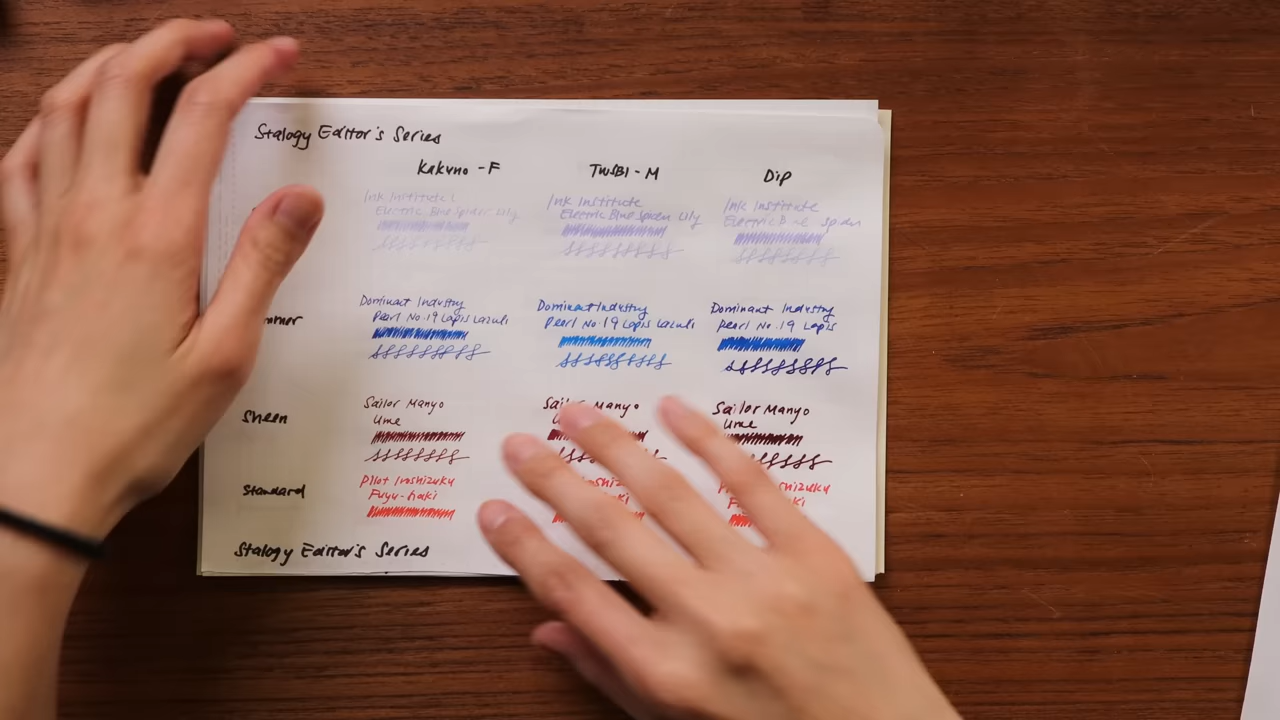 Stalogy Editor's Series
Kakuno - F
TWSBI - M
Dip
Ink Institute
Electric Blue Spider Lily
Ink Institute
Electric Blue Spider Lily
Ink Institute
Electric Spider
Dominant Industry
Pearl No. 19 Lapis Lazuli
Dominant Industry
Pearl No. 19 Lapis Lazuli
Dominant Industry
Pearl No. 19 Lapis
Sheen
Sailor Manyo
Ume
Manyo
Sailor Manyo
Ume
Standard
Pilot Iroshizuku
Fuyu-gaki
Stalogy Editor's Series